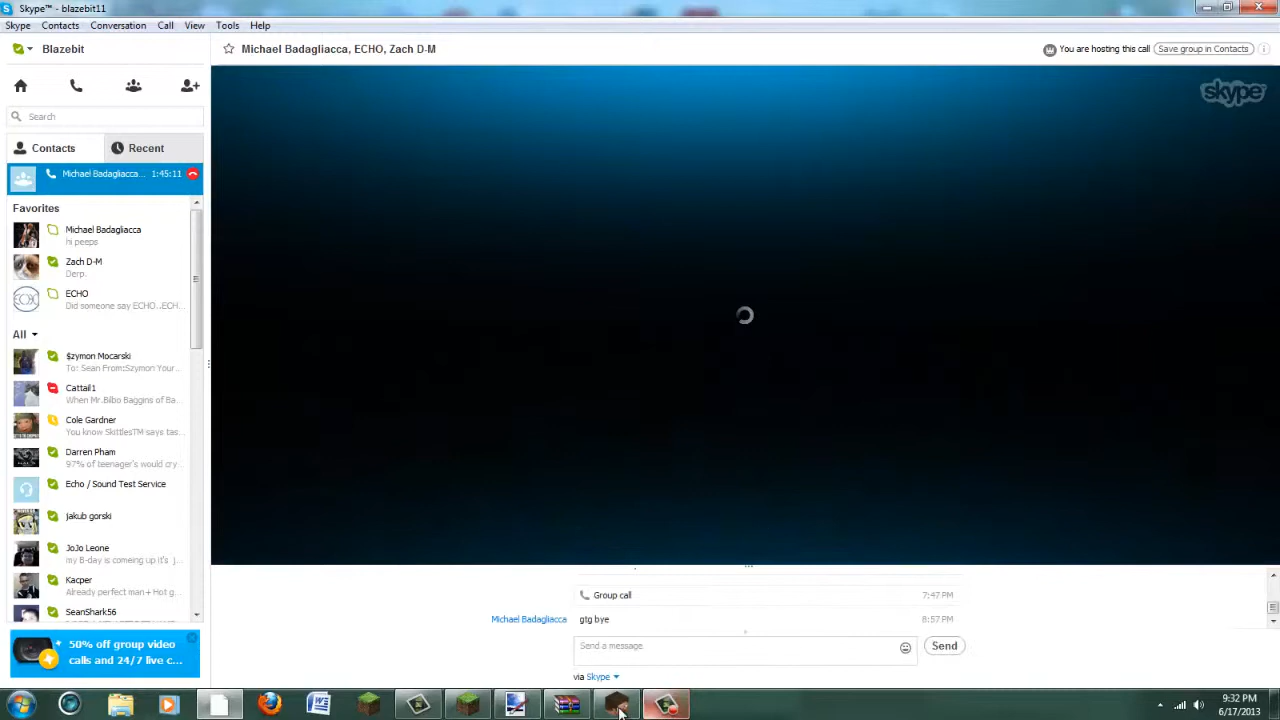 Skype™ - blazebit11
Skype Contacts Conversation Call View Tools Help
Blazebit
Michael Badagliacca, ECHO, Zach D-M
You are hosting this call
Save group in Contacts
skype
Search
Contacts
Recent
Michael Badagliacca... 1:45:11
Favorites
Michael Badagliacca
hi peeps
Zach D-M
Derp.
ECHO
Did someone say ECHO..ECH...
All
$zymon Mocarski
To: Sean From:Szymon Your...
Cattail1
When Mr.Bilbo Baggins of Ba...
Cole Gardner
You know SkittlesTM says tas...
Darren Pham
97% of teenager's would cry...
Echo / Sound Test Service
jakub gorski
JoJo Leone
my B-day is comeing up it's j...
Kacper
Already perfect man+ Hot g...
SeanShark56
50% off group video
calls and 24/7 live c...
Group call 7:47 PM
Michael Badagliacca gtg bye 8:57 PM
Send a message
Send
via Skype
9:32 PM
6/17/2013